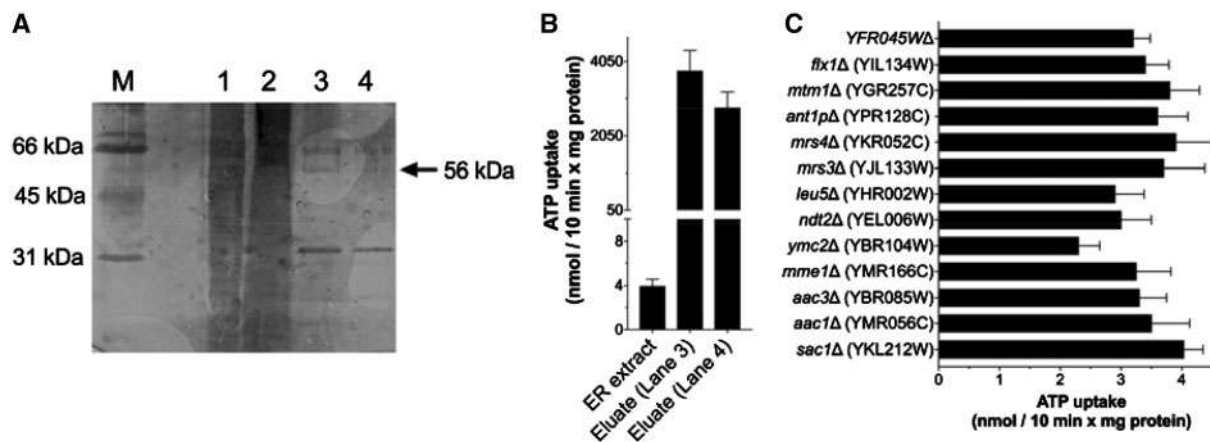 A
M 1 2 3 4
66 kDa
56 kDa
45 kDa
31 kDa
B
ATP uptake
(nmol / 10 min x mg protein)
4050
2050
50
8
4
0
ER extract
Eluate (Lane 3)
Eluate (Lane 4)
C
YFR045WΔ
flx1Δ (YIL134W)
mtm1Δ (YGR257C)
ant1pΔ (YPR128C)
mrs4Δ (YKR052C)
mrs3Δ (YJL133W)
leu5Δ (YHR002W)
ndt2Δ (YEL006W)
ymc2Δ (YBR104W)
mme1Δ (YMR166C)
aac3Δ (YBR085W)
aac1Δ (YMR056C)
sac1Δ (YKL212W)
0 1 2 3 4
ATP uptake
(nmol / 10 min x mg protein)